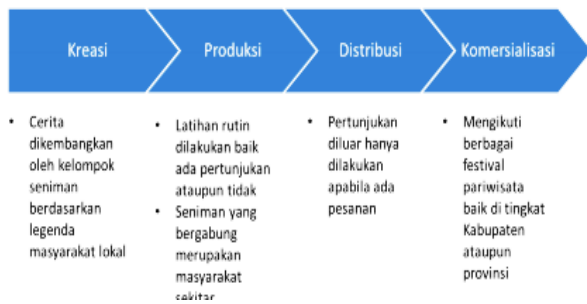 Kreasi
Produksi
Distribusi
Komersialisasi
• Cerita
dikembangkan
oleh kelompok
seniman
berdasarkan
legenda
masyarakat lokal
• Latihan rutin
dilakukan baik
ada pertunjukan
ataupun tidak
• Seniman yang
bergabung
merupakan
masyarakat
sekitar
• Pertunjukan
diluar hanya
dilakukan
apabila ada
pesanan
• Mengikuti
berbagai
festival
pariwisata
baik di tingkat
Kabupaten
ataupun
provinsi